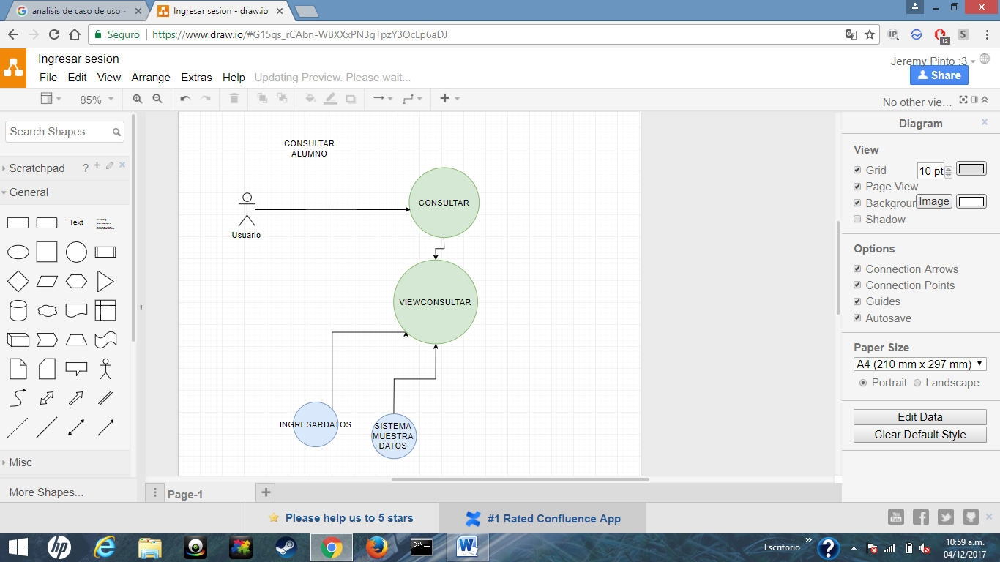 analisis de caso de uso -
Ingresar sesion - draw.io
Seguro
https://www.draw.io/#G15qs_rCAbn-WBXXxPN3gTpzY3OcLp6aDJ
IP
12
S
Ingresar sesion
Jeremy Pinto :3
File Edit View Arrange Extras Help Updating Preview. Please wait...
Share
85%
No other vie...
Search Shapes
Scratchpad
?
General
Text
Misc
More Shapes...
CONSULTAR
ALUMNO
Usuario
CONSULTAR
VIEWCONSULTAR
INGRESARDATOS
SISTEMA
MUESTRA
DATOS
Diagram
View
Grid 10 pt
Page View
Backgroun Image
Shadow
Options
Connection Arrows
Connection Points
Guides
Autosave
Paper Size
A4 (210 mm x 297 mm)
Portrait Landscape
Edit Data
Clear Default Style
Page-1
Please help us to 5 stars
#1 Rated Confluence App
You
Tube
hp
C:\
W
Escritorio
?
10:59 a.m.
04/12/2017